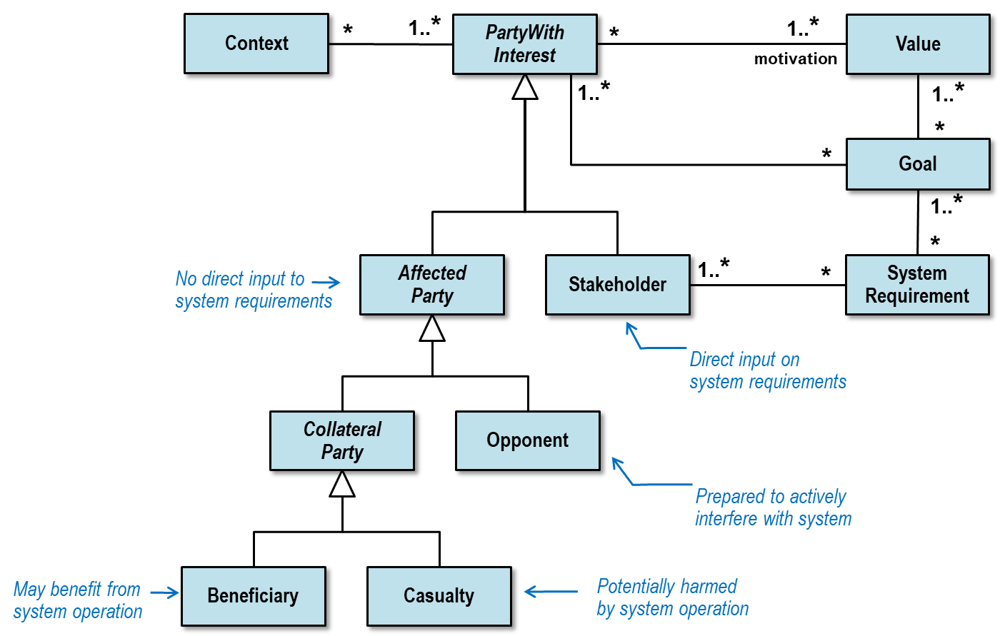 Context
*
1..*
PartyWith
Interest
*
1..*
motivation
Value
1..*
1..*
*
*
Goal
1..*
*
No direct input to
system requirements
Affected
Party
Stakeholder
1..*
*
System
Requirement
Direct input on
system requirements
Collateral
Party
Opponent
Prepared to actively
interfere with system
May benefit from
system operation
Beneficiary
Casualty
Potentially harmed
by system operation